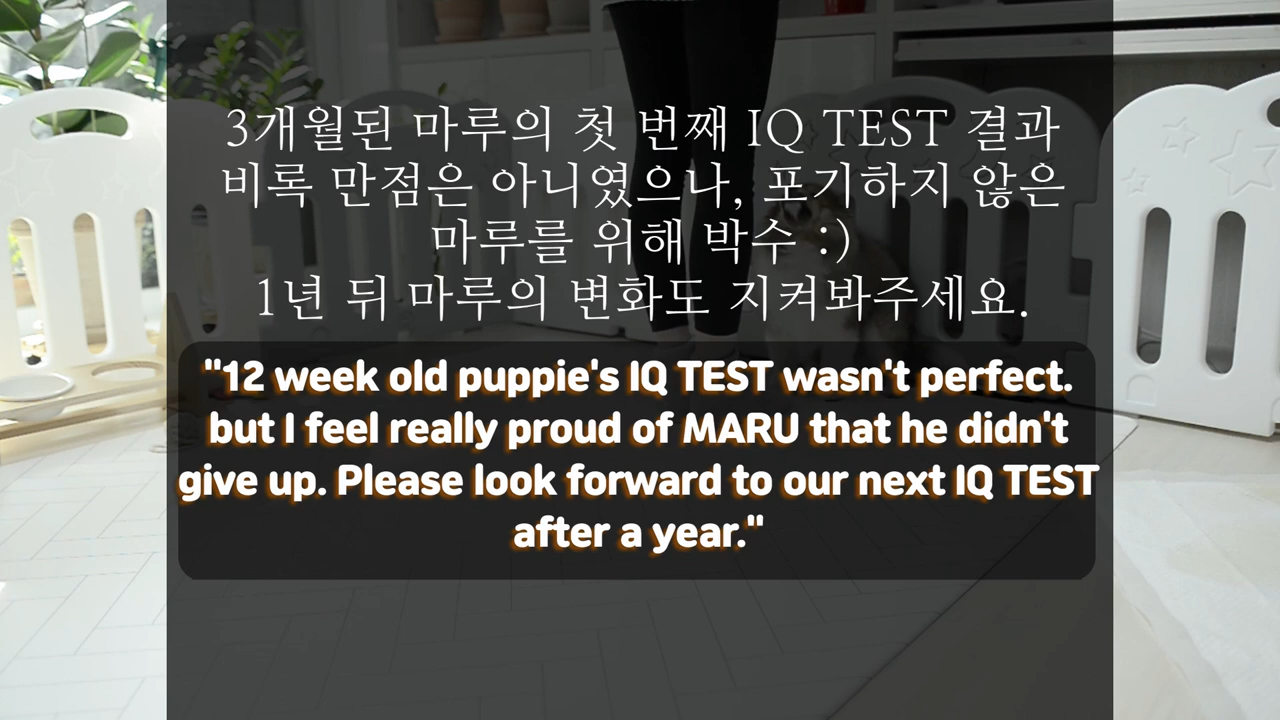 3개월된 마루의 첫 번째 IQ TEST 결과
비록 만점은 아니였으나, 포기하지 않은
마루를 위해 박수 :)
1년 뒤 마루의 변화도 지켜봐주세요.
"12 week old puppie's IQ TEST wasn't perfect.
but I feel really proud of MARU that he didn't
give up. Please look forward to our next IQ TEST
after a year."